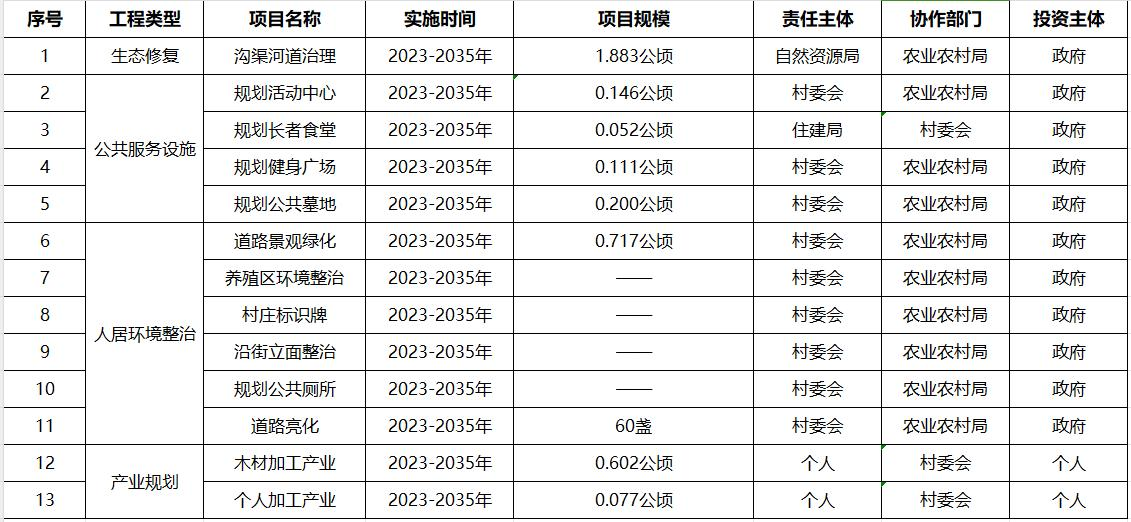 序号 工程类型 项目名称 实施时间 项目规模 责任主体 协作部门 投资主体
1 生态修复 沟渠河道治理 2023-2035年 1.883公顷 自然资源局 农业农村局 政府
2 公共服务设施 规划活动中心 2023-2035年 0.146公顷 村委会 农业农村局 政府
3 规划长者食堂 2023-2035年 0.052公顷 住建局 村委会 政府
4 规划健身广场 2023-2035年 0.111公顷 村委会 农业农村局 政府
5 规划公共墓地 2023-2035年 0.200公顷 村委会 农业农村局 政府
6 人居环境整治 道路景观绿化 2023-2035年 0.717公顷 村委会 农业农村局 政府
7 养殖区环境整治 2023-2035年 —— 村委会 农业农村局 政府
8 村庄标识牌 2023-2035年 —— 村委会 农业农村局 政府
9 沿街立面整治 2023-2035年 —— 村委会 农业农村局 政府
10 规划公共厕所 2023-2035年 —— 村委会 农业农村局 政府
11 道路亮化 2023-2035年 60盏 村委会 农业农村局 政府
12 产业规划 木材加工产业 2023-2035年 0.602公顷 个人 村委会 个人
13 个人加工产业 2023-2035年 0.077公顷 个人 村委会 个人